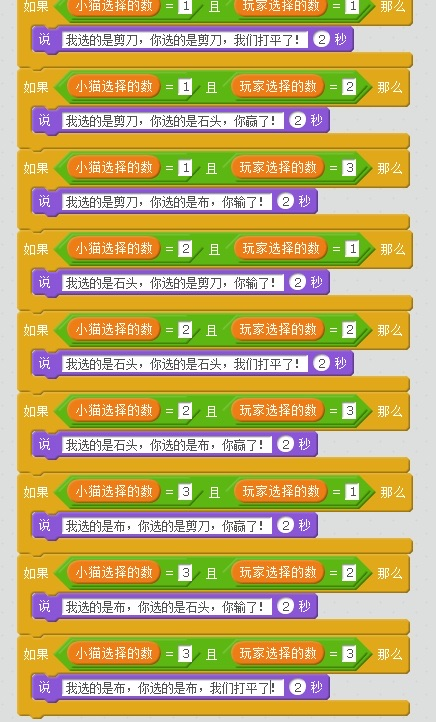 如果 小猫选择的数 = 1 且 玩家选择的数 = 1 那么
说 我选的是剪刀，你选的是剪刀，我们打平了！ 2 秒
如果 小猫选择的数 = 1 且 玩家选择的数 = 2 那么
说 我选的是剪刀，你选的是石头，你赢了！ 2 秒
如果 小猫选择的数 = 1 且 玩家选择的数 = 3 那么
说 我选的是剪刀，你选的是布，你输了！ 2 秒
如果 小猫选择的数 = 2 且 玩家选择的数 = 1 那么
说 我选的是石头，你选的是剪刀，你输了！ 2 秒
如果 小猫选择的数 = 2 且 玩家选择的数 = 2 那么
说 我选的是石头，你选的是石头，我们打平了！ 2 秒
如果 小猫选择的数 = 2 且 玩家选择的数 = 3 那么
说 我选的是石头，你选的是布，你赢了！ 2 秒
如果 小猫选择的数 = 3 且 玩家选择的数 = 1 那么
说 我选的是布，你选的是剪刀，你赢了！ 2 秒
如果 小猫选择的数 = 3 且 玩家选择的数 = 2 那么
说 我选的是布，你选的是石头，你输了！ 2 秒
如果 小猫选择的数 = 3 且 玩家选择的数 = 3 那么
说 我选的是布，你选的是布，我们打平了！ 2 秒